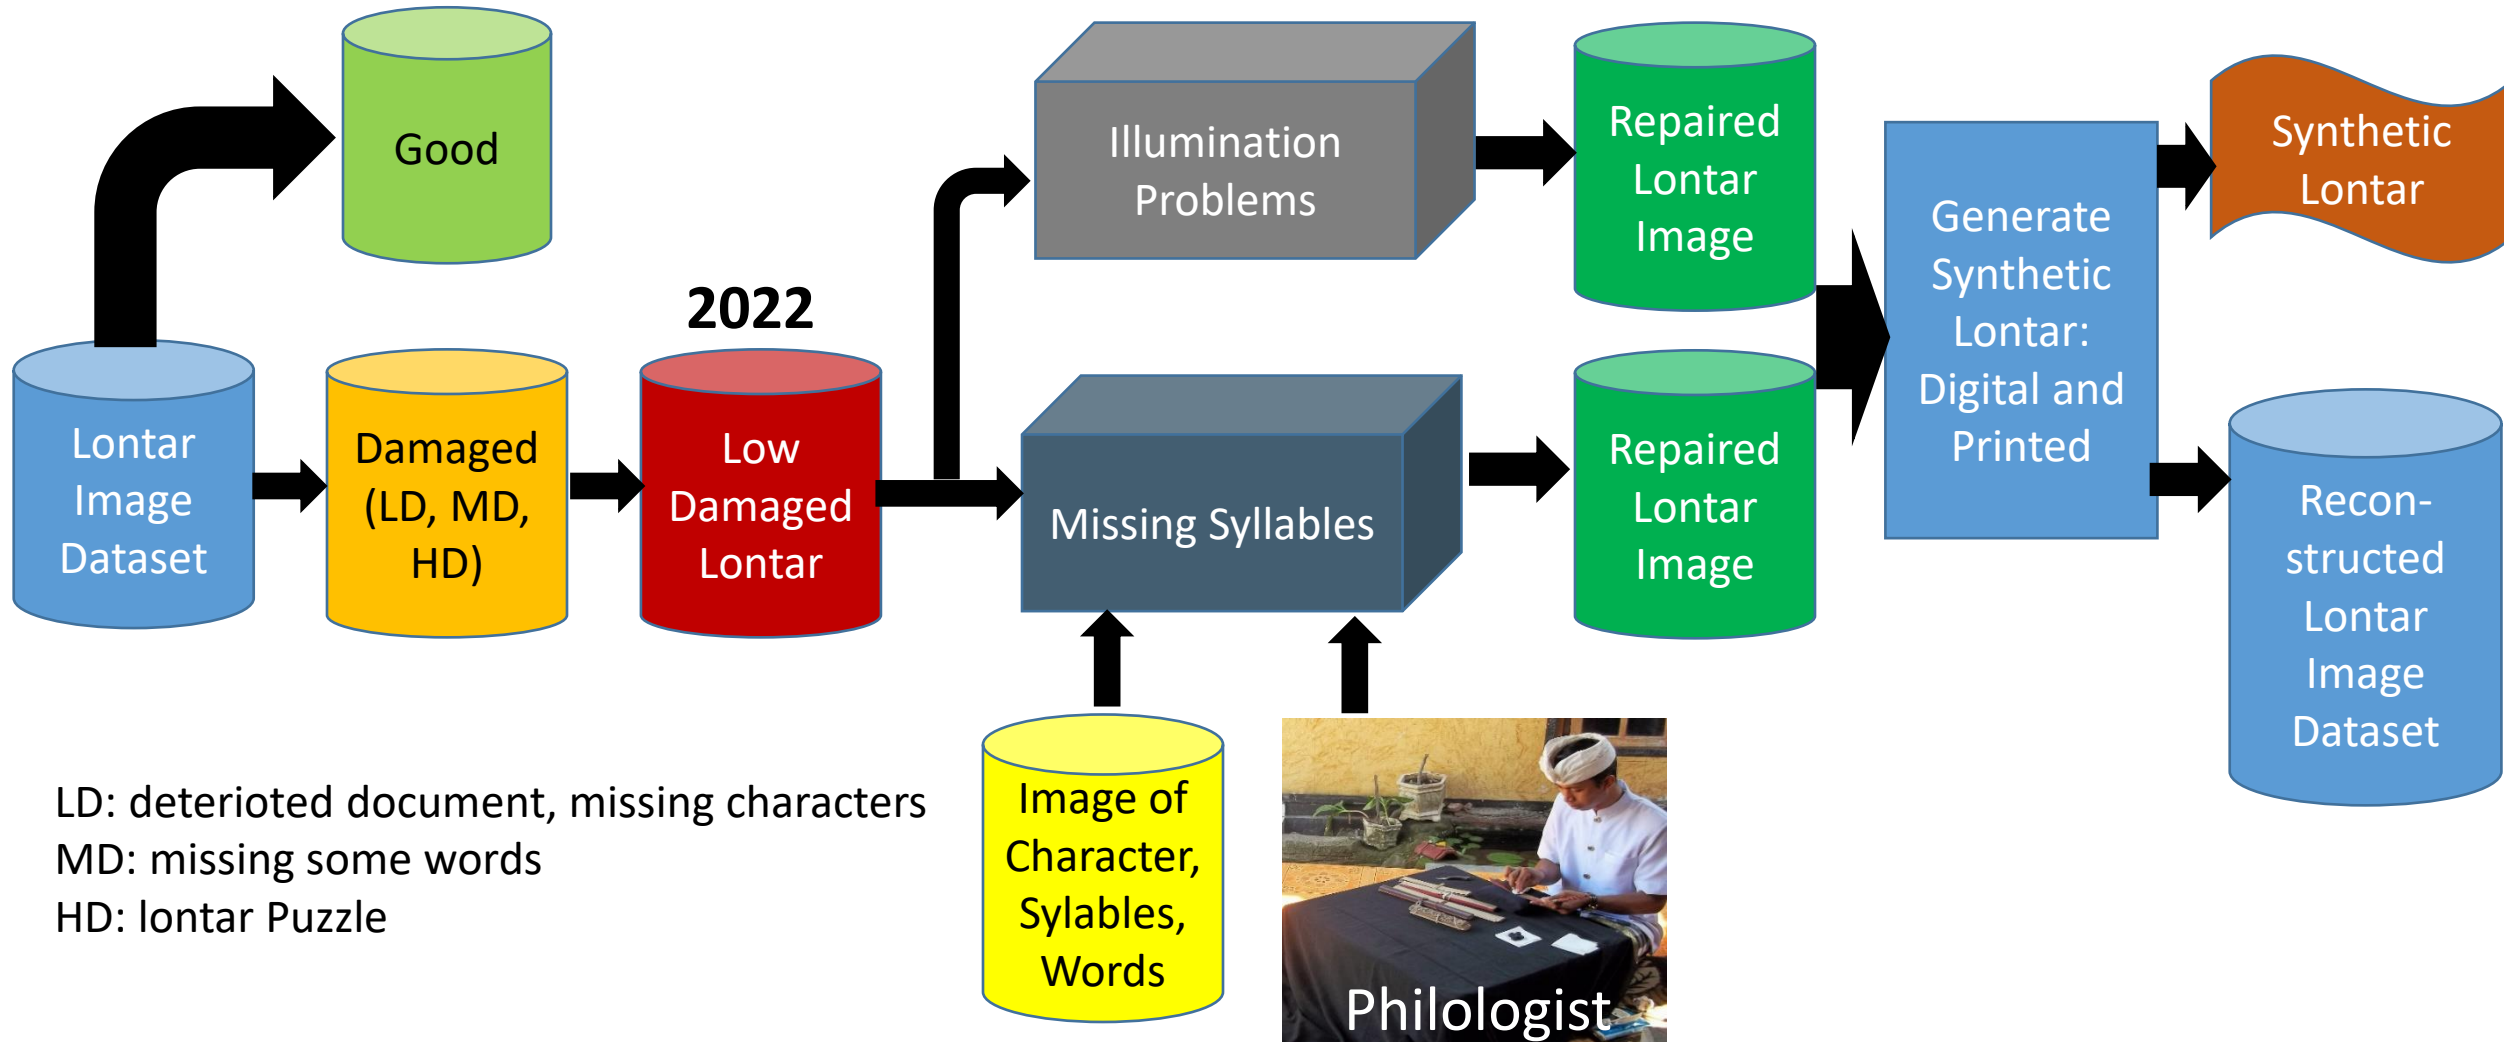 Good
Lontar
Image
Dataset
Damaged
(LD, MD,
HD)
2022
Low
Damaged
Lontar
Illumination
Problems
Missing Syllables
Image of
Character,
Sylables,
Words
Philologist
Repaired
Lontar
Image
Repaired
Lontar
Image
Generate
Synthetic
Lontar:
Digital and
Printed
Synthetic
Lontar
Recon-
structed
Lontar
Image
Dataset
LD: deterioted document, missing characters
MD: missing some words
HD: lontar Puzzle